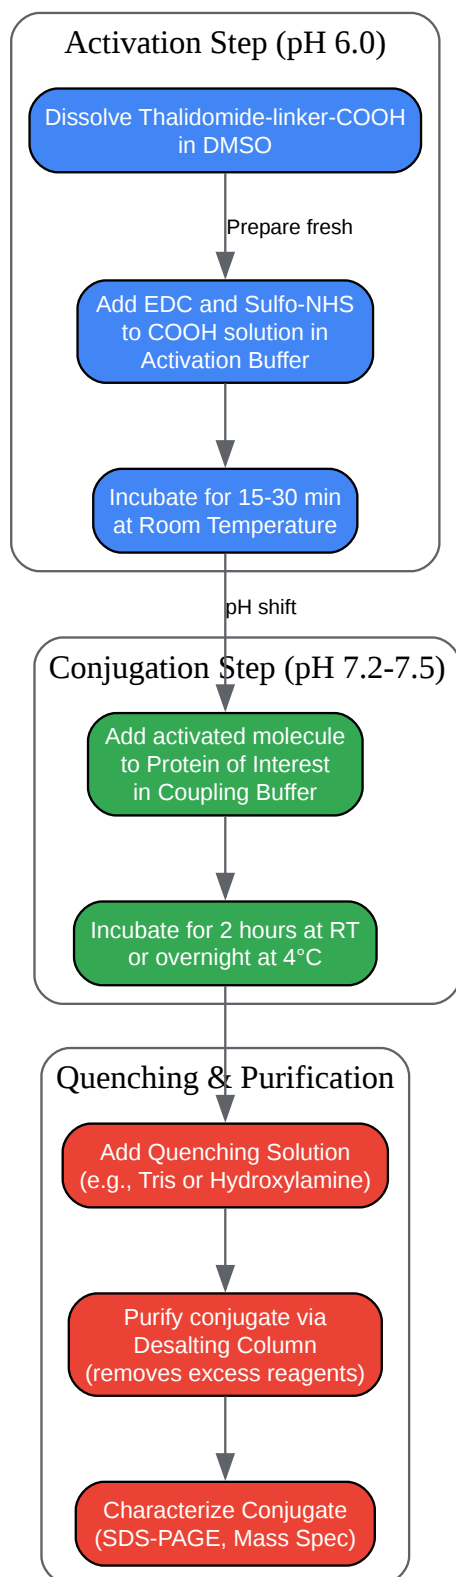 Activation Step (pH 6.0)
Dissolve Thalidomide-linker-COOH
in DMSO
Prepare fresh
Add EDC and Sulfo-NHS
to COOH solution in
Activation Buffer
Incubate for 15-30 min
at Room Temperature
pH shift
Conjugation Step (pH 7.2-7.5)
Add activated molecule
to Protein of Interest
in Coupling Buffer
Incubate for 2 hours at RT
or overnight at 4°C
Quenching & Purification
Add Quenching Solution
(e.g., Tris or Hydroxylamine)
Purify conjugate via
Desalting Column
(removes excess reagents)
Characterize Conjugate
(SDS-PAGE, Mass Spec)